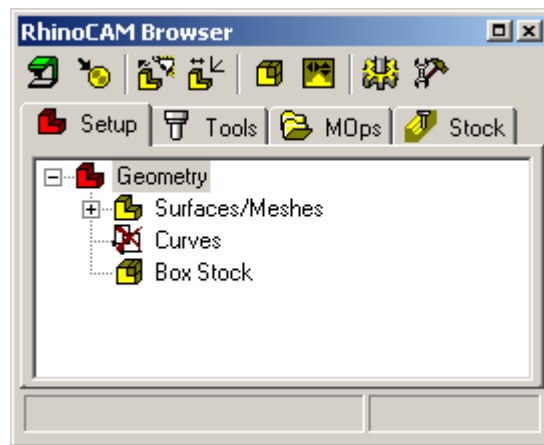 RhinoCAM Browser
Setup Tools MOps Stock
Geometry
Surfaces/Meshes
Curves
Box Stock